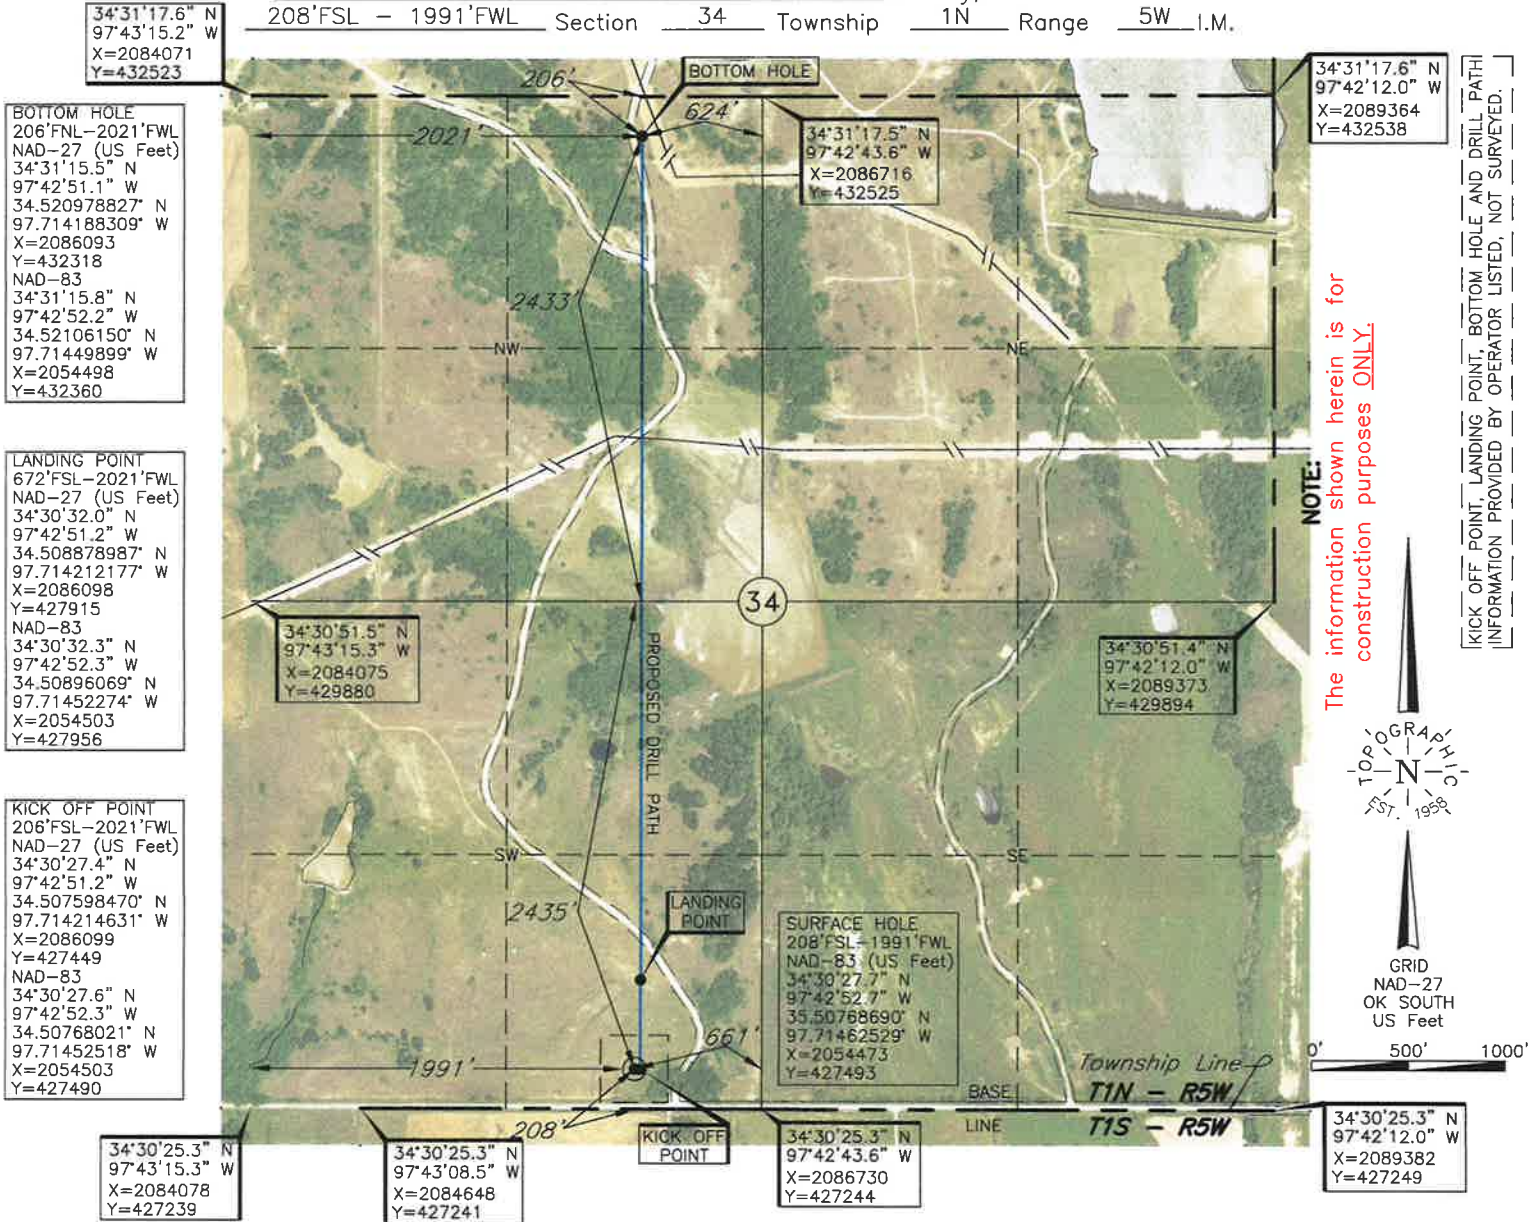 208'FSL - 1991'FWL Section 34 Township 1N Range 5W I.M.
34°31'17.6" N
97°43'15.2" W
X=2084071
Y=432523
BOTTOM HOLE
206'FNL-2021'FWL
NAD-27 (US Feet)
34°31'15.5" N
97°42'51.1" W
34.520978827° N
97.714188309° W
X=2086093
Y=432318
NAD-83
34°31'15.8" N
97°42'52.2" W
34.52106150° N
97.71449899° W
X=2054498
Y=432360
LANDING POINT
672'FSL-2021'FWL
NAD-27 (US Feet)
34°30'32.0" N
97°42'51.2" W
34.508878987° N
97.714212177° W
X=2086098
Y=427915
NAD-83
34°30'32.3" N
97°42'52.3" W
34.50896069° N
97.71452274° W
X=2054503
Y=427956
KICK OFF POINT
206'FSL-2021'FWL
NAD-27 (US Feet)
34°30'27.4" N
97°42'51.2" W
34.507598470° N
97.714214631° W
X=2086099
Y=427449
NAD-83
34°30'27.6" N
97°42'52.3" W
34.50768021° N
97.71452518° W
X=2054503
Y=427490
206'
BOTTOM HOLE
2021'
624'
34°31'17.5" N
97°42'43.6" W
X=2086716
Y=432525
34°31'17.6" N
97°42'12.0" W
X=2089364
Y=432538
2433'
NW
NE
34
34°30'51.5" N
97°43'15.3" W
X=2084075
Y=429880
34°30'51.4" N
97°42'12.0" W
X=2089373
Y=429894
PROPOSED DRILL PATH
SW
SE
2435'
LANDING
POINT
SURFACE HOLE
208'FSL-1991'FWL
NAD-83 (US Feet)
34°30'27.7" N
97°42'52.7" W
35.50768690° N
97.71462529° W
X=2054473
Y=427493
1991'
661'
208'
KICK OFF
POINT
BASE
LINE
Township Line
T1N - R5W
T1S - R5W
34°30'25.3" N
97°43'15.3" W
X=2084078
Y=427239
34°30'25.3" N
97°43'08.5" W
X=2084648
Y=427241
34°30'25.3" N
97°42'43.6" W
X=2086730
Y=427244
34°30'25.3" N
97°42'12.0" W
X=2089382
Y=427249
NOTE:
The information shown herein is for
construction purposes ONLY.
KICK OFF POINT, LANDING POINT, BOTTOM HOLE AND DRILL PATH
INFORMATION PROVIDED BY OPERATOR LISTED, NOT SURVEYED.
TOPOGRAPHIC
N
EST. 1958
GRID
NAD-27
OK SOUTH
US Feet
0' 500' 1000'